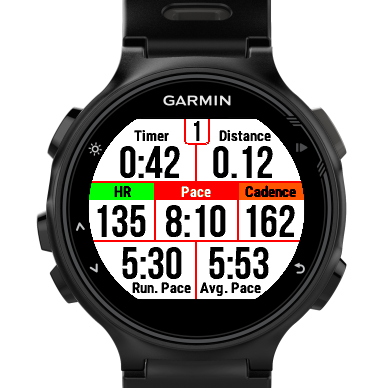 GARMIN
1
Timer Distance
0:42 0.12
HR Pace Cadence
135 8:10 162
5:30 5:53
Run. Pace Avg. Pace